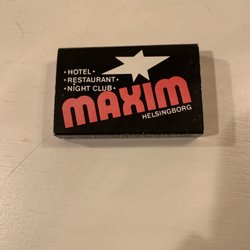 • HOTEL •
• RESTAURANT •
• NIGHT CLUB •
MAXIM
HELSINGBORG